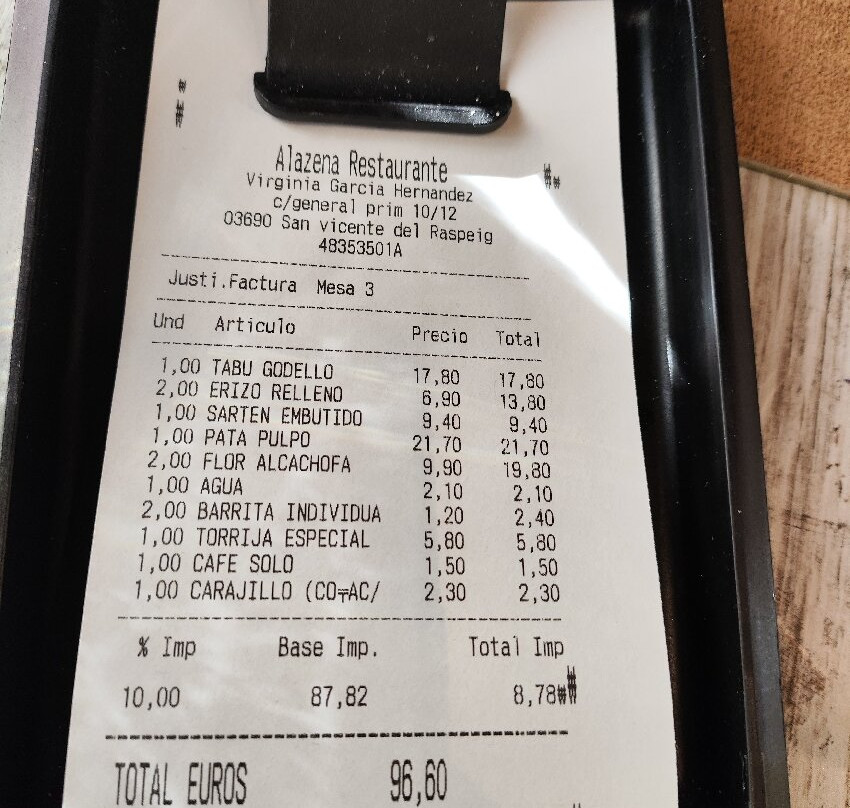 Alazena Restaurante
Virginia Garcia Hernandez
c/general prim 10/12
03690 San vicente del Raspeig
48353501A
Justi.Factura Mesa 3
Und Articulo Precio Total
1,00 TABU GODELLO 17,80 17,80
2,00 ERIZO RELLENO 6,90 13,80
1,00 SARTEN EMBUTIDO 9,40 9,40
1,00 PATA PULPO 21,70 21,70
2,00 FLOR ALCACHOFA 9,90 19,80
1,00 AGUA 2,10 2,10
2,00 BARRITA INDIVIDUA 1,20 2,40
1,00 TORRIJA ESPECIAL 5,80 5,80
1,00 CAFE SOLO 1,50 1,50
1,00 CARAJILLO (CO╤AC/ 2,30 2,30
% Imp Base Imp. Total Imp
10,00 87,82 8,78
TOTAL EUROS 96,60